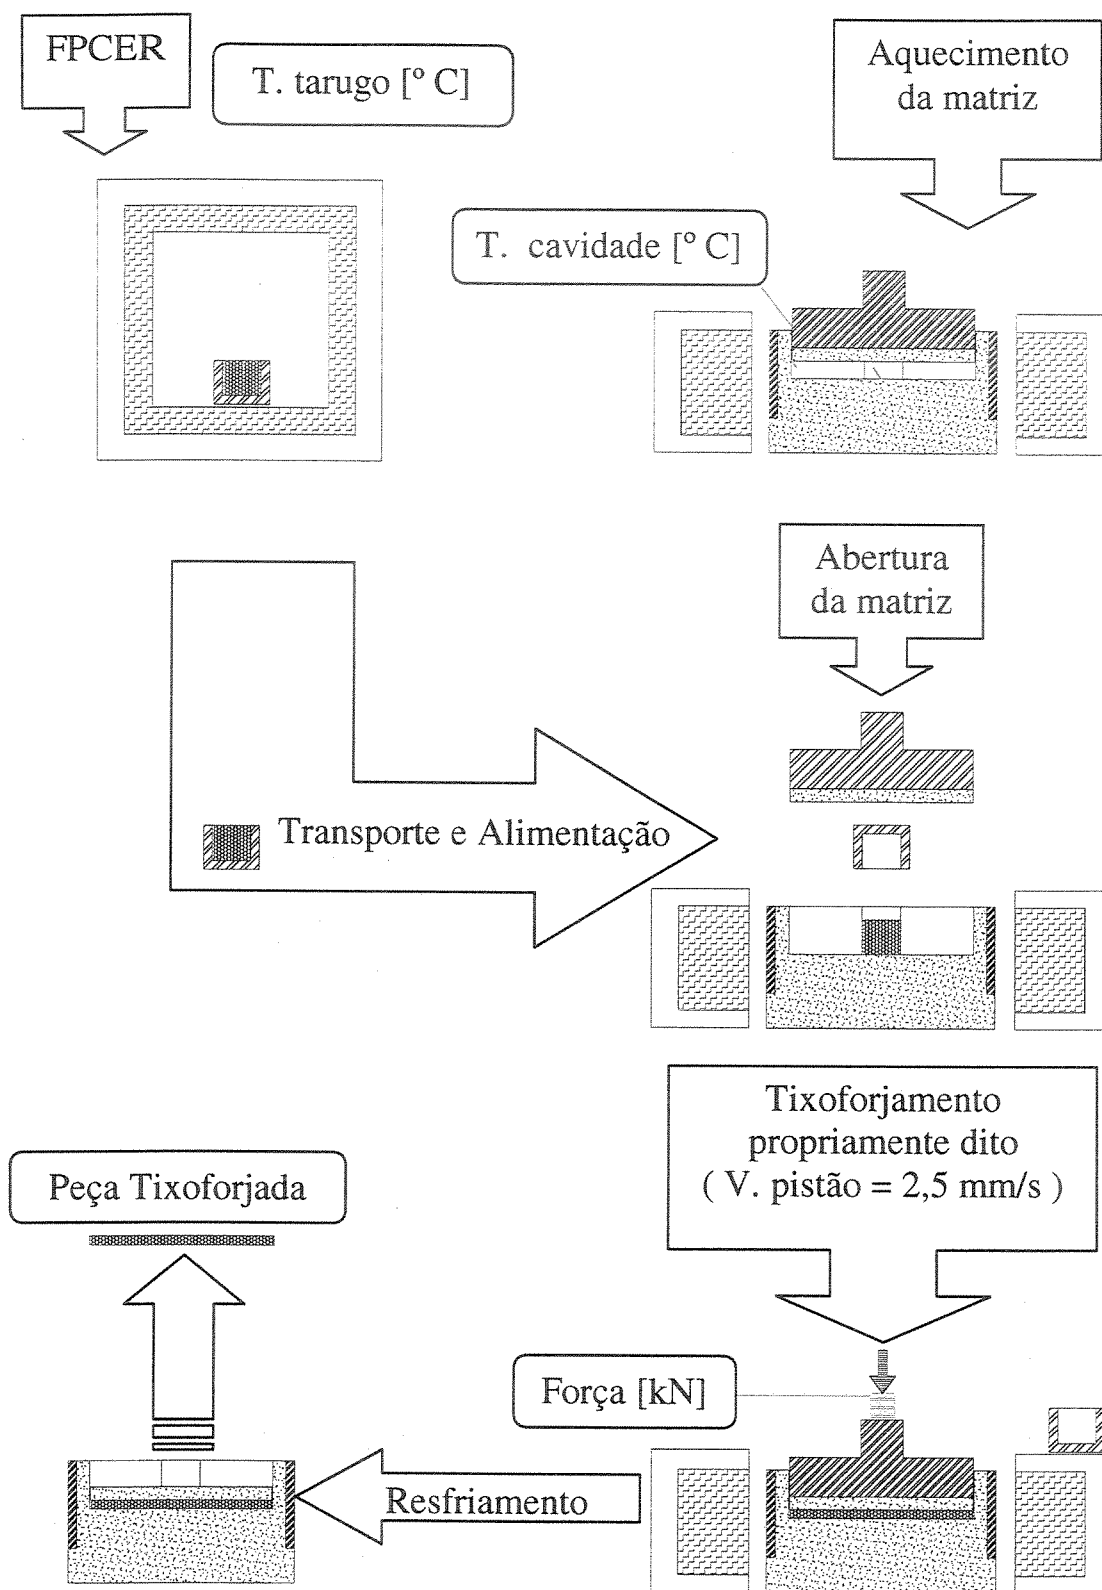 FPCER
T. tarugo [º C]
Aquecimento
da matriz
T. cavidade [º C]
Abertura
da matriz
Transporte e Alimentação
Tixoforjamento
propriamente dito
( V. pistão = 2,5 mm/s )
Peça Tixoforjada
Força [kN]
Resfriamento